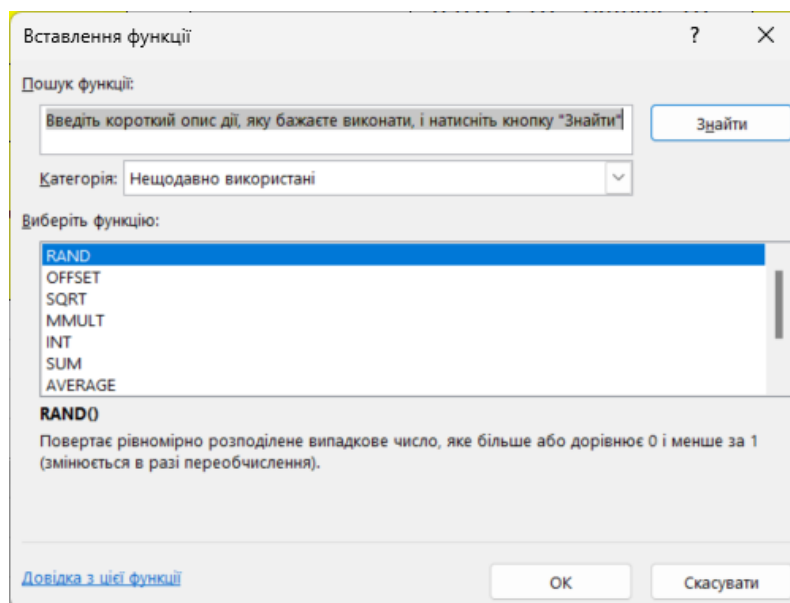 Вставлення функції
Пошук функції:
Введіть короткий опис дії, яку бажаєте виконати, і натисніть кнопку "Знайти"
Знайти
Категорія: Нещодавно використані
Виберіть функцію:
RAND
OFFSET
SQRT
MMULT
INT
SUM
AVERAGE
RAND()
Повертає рівномірно розподілене випадкове число, яке більше або дорівнює 0 і менше за 1
(змінюється в разі переобчислення).
Довідка з цієї функції
ОК
Скасувати